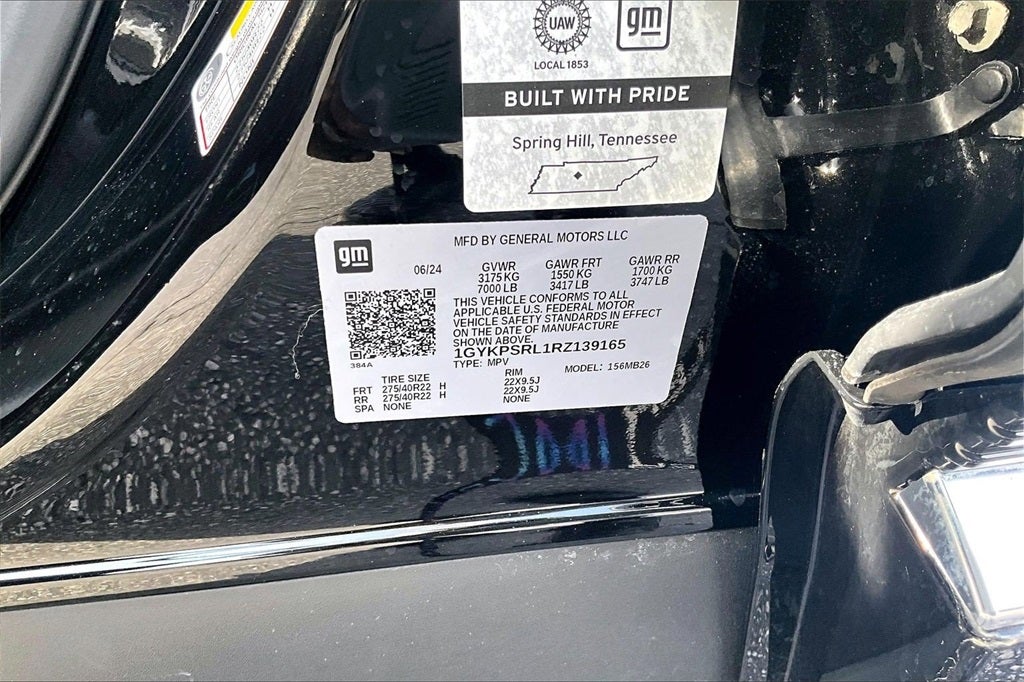 UAW
gm
LOCAL 1853
BUILT WITH PRIDE
Spring Hill, Tennessee
gm
MFD BY GENERAL MOTORS LLC
06/24
GVWR GAWR FRT GAWR RR
3175 KG 1550 KG 1700 KG
7000 LB 3417 LB 3747 LB
THIS VEHICLE CONFORMS TO ALL
APPLICABLE U.S. FEDERAL MOTOR
VEHICLE SAFETY STANDARDS IN EFFECT
ON THE DATE OF MANUFACTURE
SHOWN ABOVE.
384A
1GYKPSRL1RZ139165
TYPE: MPV MODEL: 156MB26
TIRE SIZE RIM
FRT 275/40R22 H 22X9.5J
RR 275/40R22 H 22X9.5J
SPA NONE NONE